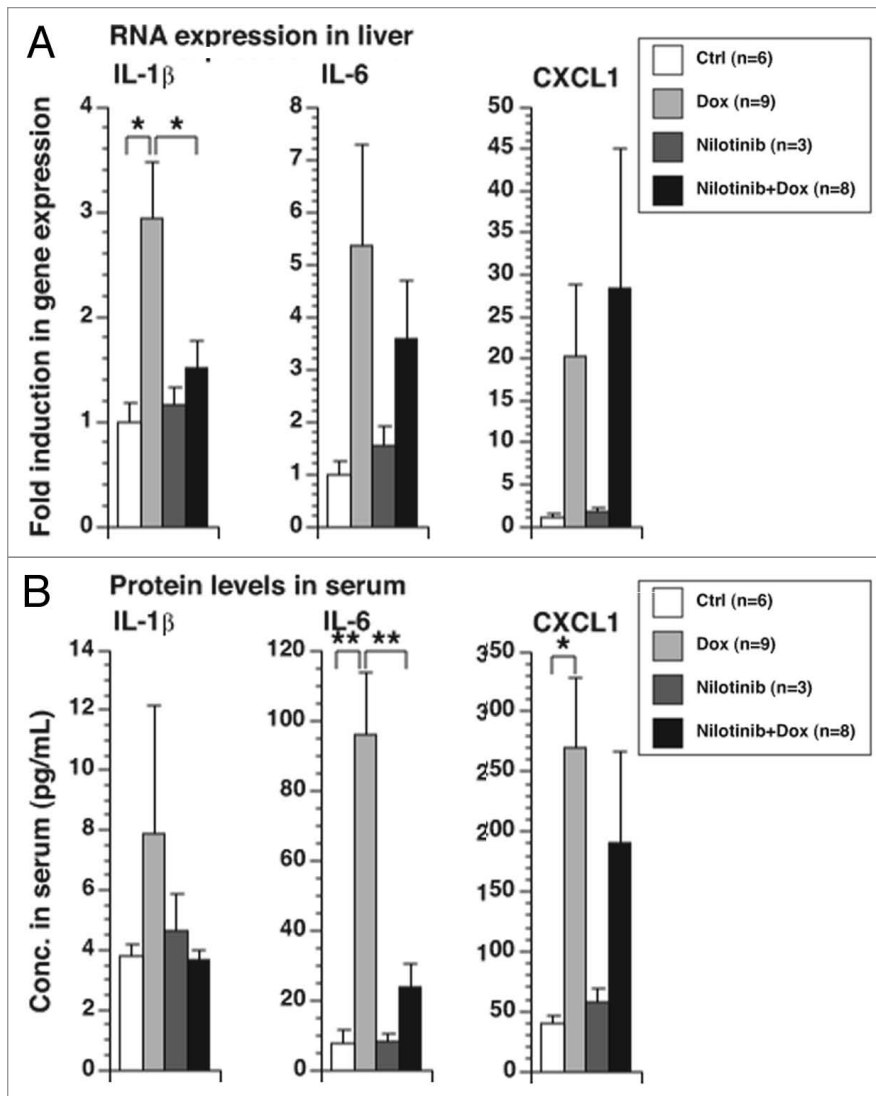 A
RNA expression in liver
IL-1β
IL-6
CXCL1
Fold induction in gene expression
4
3
2
1
0
* *
8
7
6
5
4
3
2
1
0
50
45
40
35
30
25
20
15
10
5
0
Ctrl (n=6)
Dox (n=9)
Nilotinib (n=3)
Nilotinib+Dox (n=8)
B
Protein levels in serum
IL-1β
IL-6
CXCL1
Conc. in serum (pg/mL)
14
12
10
8
6
4
2
0
120
100
80
60
40
20
0
** **
350
300
250
200
150
100
50
0
*
Ctrl (n=6)
Dox (n=9)
Nilotinib (n=3)
Nilotinib+Dox (n=8)